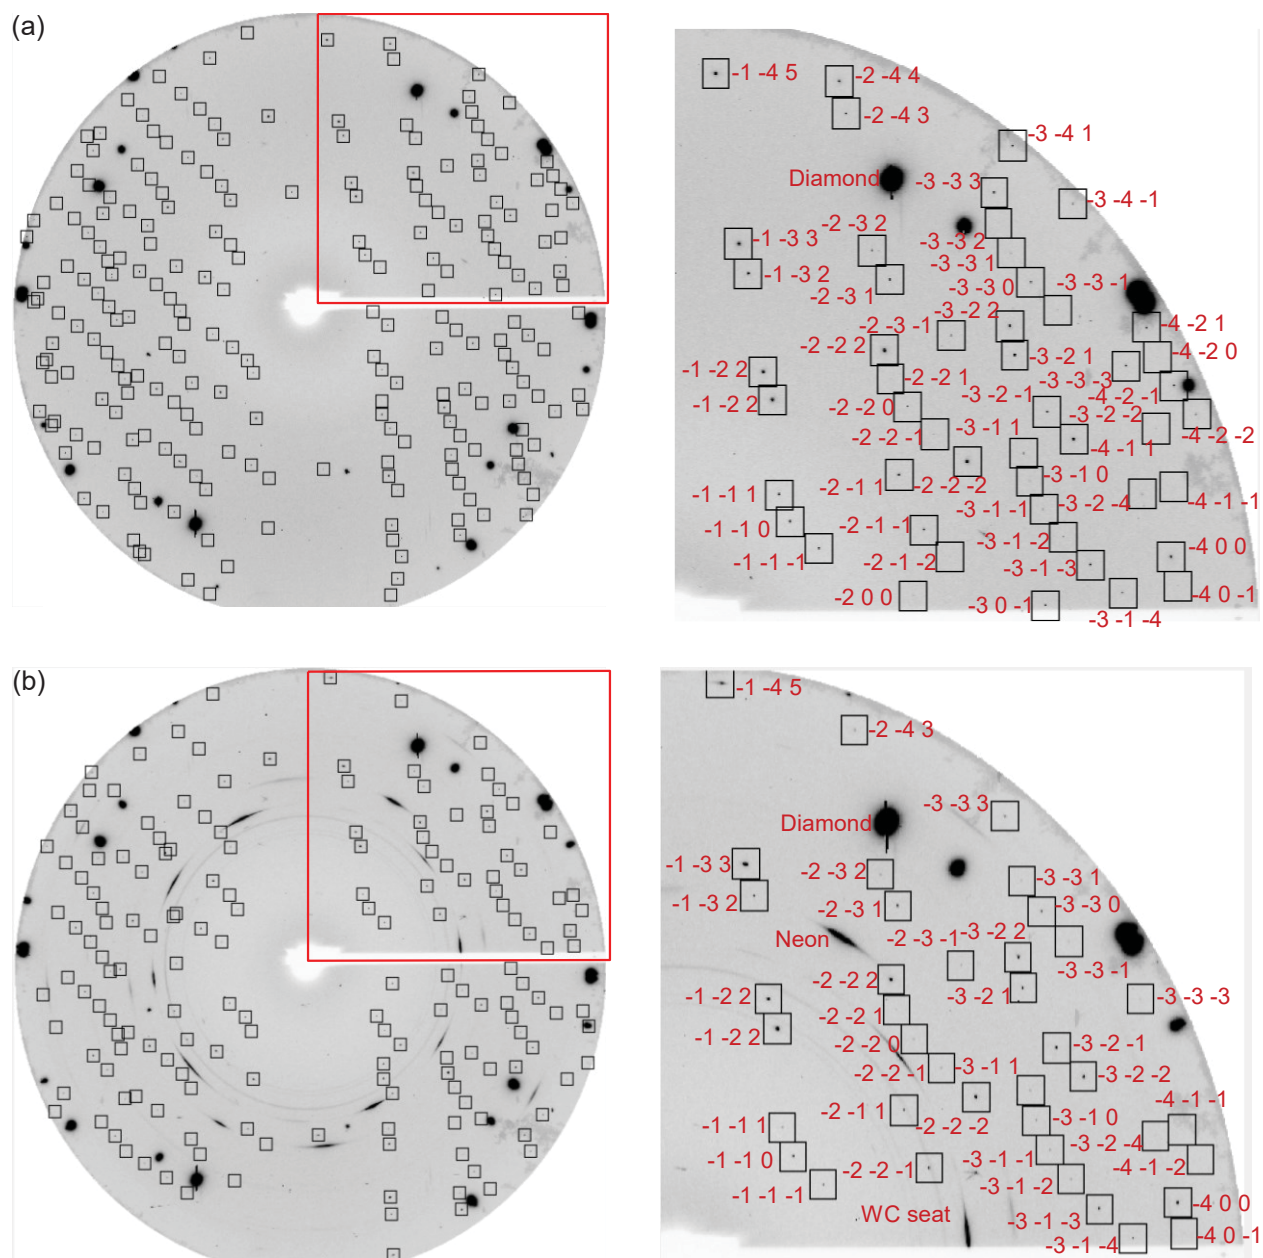 (a)
-1 -4 5
-2 -4 4
-2 -4 3
-3 -4 1
Diamond
-3 -3 3
-3 -4 -1
-2 -3 2
-1 -3 3
-3 -3 2
-3 -3 1
-1 -3 2
-3 -3 0
-3 -3 -1
-2 -3 1
-3 -2 2
-2 -3 -1
-4 -2 1
-2 -2 2
-3 -2 1
-4 -2 0
-1 -2 2
-2 -2 1
-3 -3 -3
-3 -2 -1
-4 -2 -1
-1 -2 2
-2 -2 0
-3 -2 -2
-2 -2 -1
-3 -1 1
-4 -1 1
-4 -2 -2
-3 -1 0
-2 -1 1
-2 -2 -2
-1 -1 1
-3 -2 -4
-4 -1 -1
-3 -1 -1
-1 -1 0
-2 -1 -1
-3 -1 -2
-4 0 0
-1 -1 -1
-2 -1 -2
-3 -1 -3
-2 0 0
-3 0 -1
-4 0 -1
-3 -1 -4
(b)
-1 -4 5
-2 -4 3
-3 -3 3
Diamond
-1 -3 3
-2 -3 2
-3 -3 1
-1 -3 2
-2 -3 1
-3 -3 0
Neon
-2 -3 -1
-3 -2 2
-3 -3 -1
-2 -2 2
-1 -2 2
-3 -2 1
-3 -3 -3
-2 -2 1
-1 -2 2
-2 -2 0
-3 -2 -1
-2 -2 -1
-3 -1 1
-3 -2 -2
-4 -1 -1
-2 -1 1
-3 -1 0
-1 -1 1
-2 -2 -2
-3 -2 -4
-1 -1 0
-2 -2 -1
-3 -1 -1
-4 -1 -2
-1 -1 -1
-3 -1 -2
-4 0 0
WC seat
-3 -1 -3
-4 0 -1
-3 -1 -4